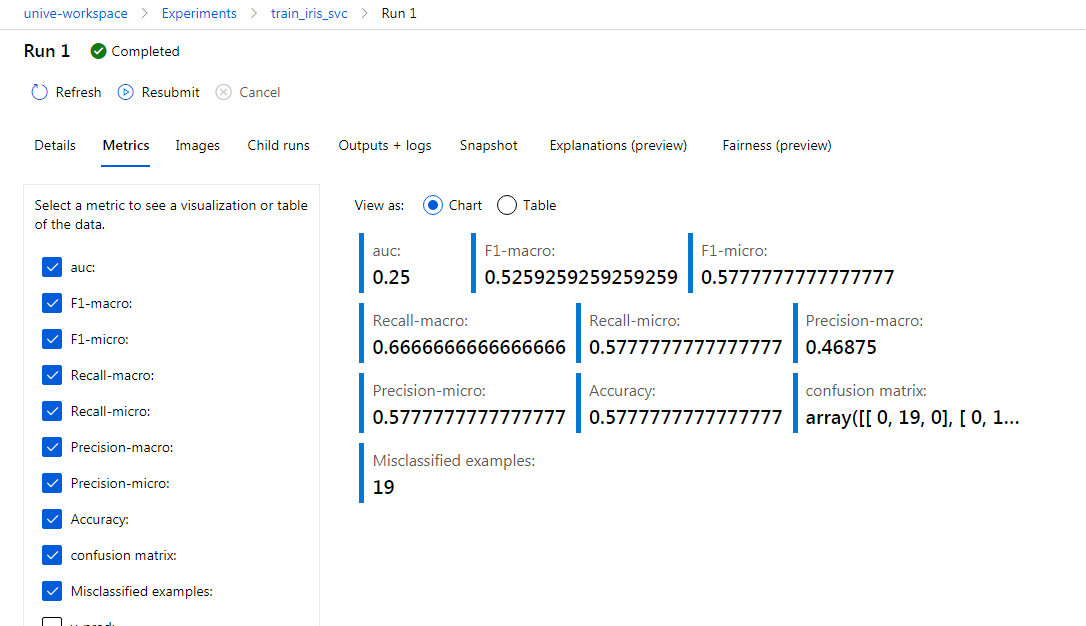 unive-workspace > Experiments > train_iris_svc > Run 1
Run 1 Completed
Refresh Resubmit Cancel
Details Metrics Images Child runs Outputs + logs Snapshot Explanations (preview) Fairness (preview)
Select a metric to see a visualization or table
of the data.
auc:
F1-macro:
F1-micro:
Recall-macro:
Recall-micro:
Precision-macro:
Precision-micro:
Accuracy:
confusion matrix:
Misclassified examples:
View as: Chart Table
auc: F1-macro: F1-micro:
0.25 0.5259259259259259 0.5777777777777777
Recall-macro: Recall-micro: Precision-macro:
0.6666666666666666 0.5777777777777777 0.46875
Precision-micro: Accuracy: confusion matrix:
0.5777777777777777 0.5777777777777777 array([[ 0, 19, 0], [ 0, 1...
Misclassified examples:
19